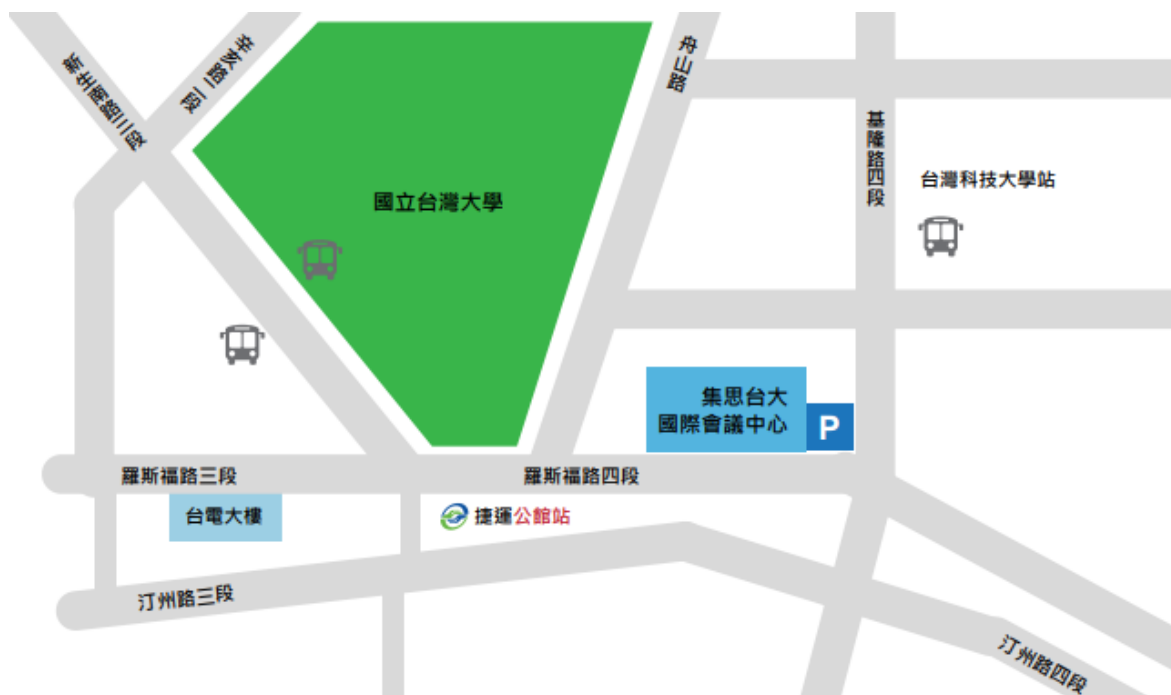 新生南路三段
辛亥路二段
舟山路
基隆路四段
國立台灣大學
台灣科技大學站
集思台大
國際會議中心
P
羅斯福路三段
羅斯福路四段
台電大樓
捷運公館站
汀州路三段
汀州路四段